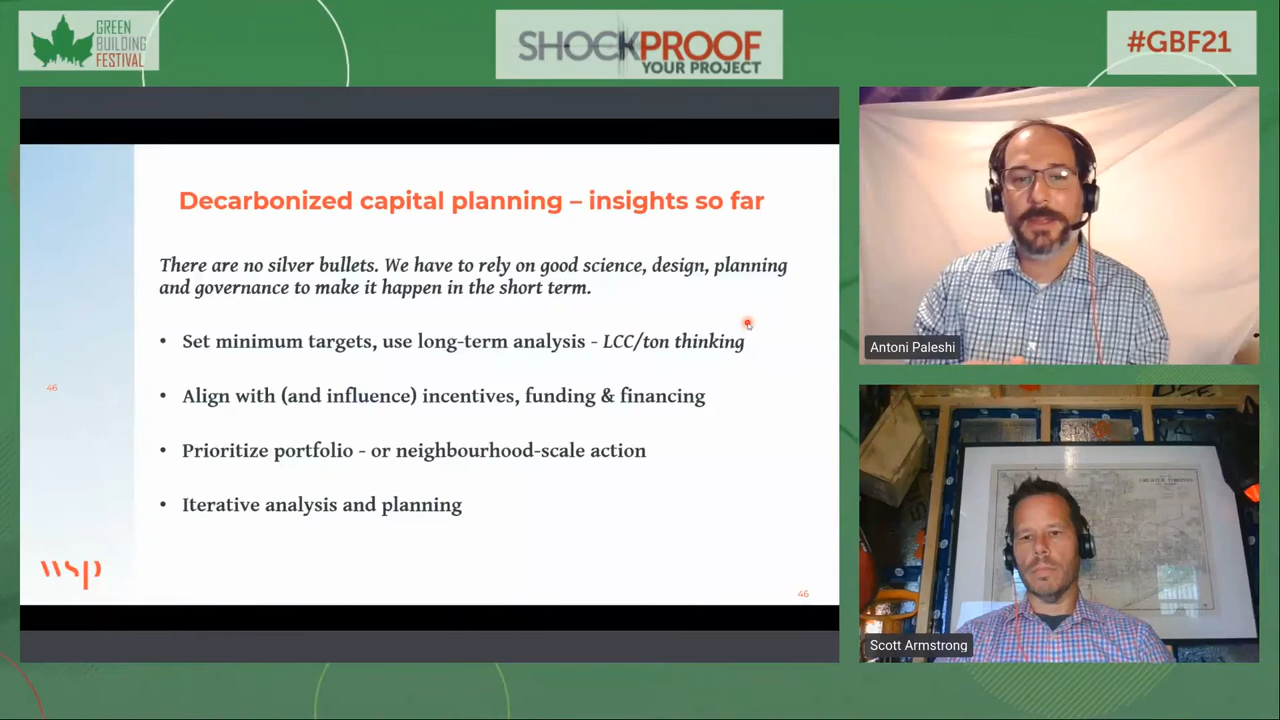 GREEN
BUILDING
FESTIVAL
SHOCKPROOF
YOUR PROJECT
#GBF21
Decarbonized capital planning – insights so far
There are no silver bullets. We have to rely on good science, design, planning
and governance to make it happen in the short term.
• Set minimum targets, use long-term analysis - LCC/ton thinking
46
• Align with (and influence) incentives, funding & financing
• Prioritize portfolio - or neighbourhood-scale action
• Iterative analysis and planning
wsp
46
Antoni Paleshi
GREATER TORONTO
Scott Armstrong